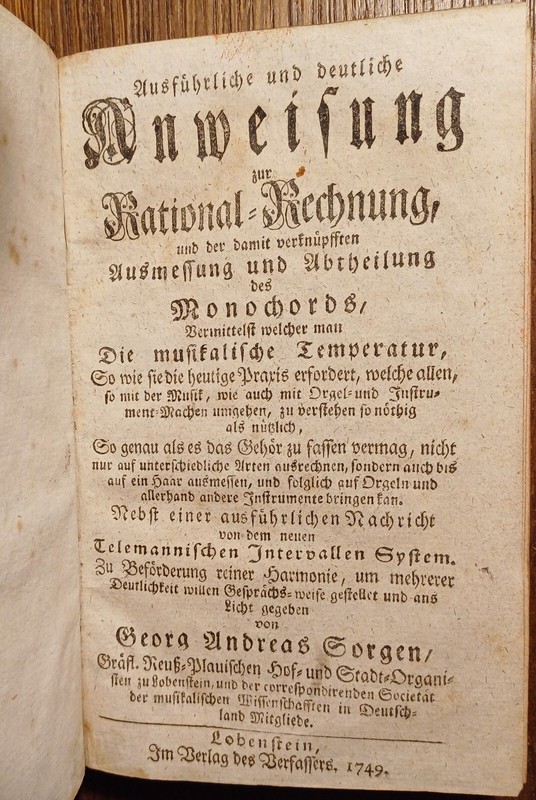 Ausführliche und deutliche
Anweisung
zur
Rational-Rechnung,
und der damit verknüpfften
Ausmessung und Abtheilung
des
Monochords,
Vermittelst welcher man
Die musikalische Temperatur,
So wie sie die heutige Praxis erfordert, welche allen,
so mit der Musik, wie auch mit Orgel- und Instru-
ment-Machen umgehen, zu verstehen so nöthig
als nützlich,
So genau als es das Gehör zu fassen vermag, nicht
nur auf unterschiedliche Arten ausrechnen, sondern auch bis
auf ein Haar ausmessen, und folglich auf Orgeln und
allerhand andere Instrumente bringen kan.
Nebst einer ausführlichen Nachricht
von dem neuen
Telemannischen Intervallen System.
Zu Beförderung reiner Harmonie, um mehrerer
Deutlichkeit willen Gesprächs-weise gestellet und ans
Licht gegeben
von
Georg Andreas Sorgen,
Gräfl. Reuß-Plauischen Hof- und Stadt-Organi-
sten zu Lobenstein, und der correspondirenden Societät
der musikalischen Wissenschafften in Deutsch-
land Mitgliede.
Lobenstein,
Im Verlag des Verfassers, 1749.